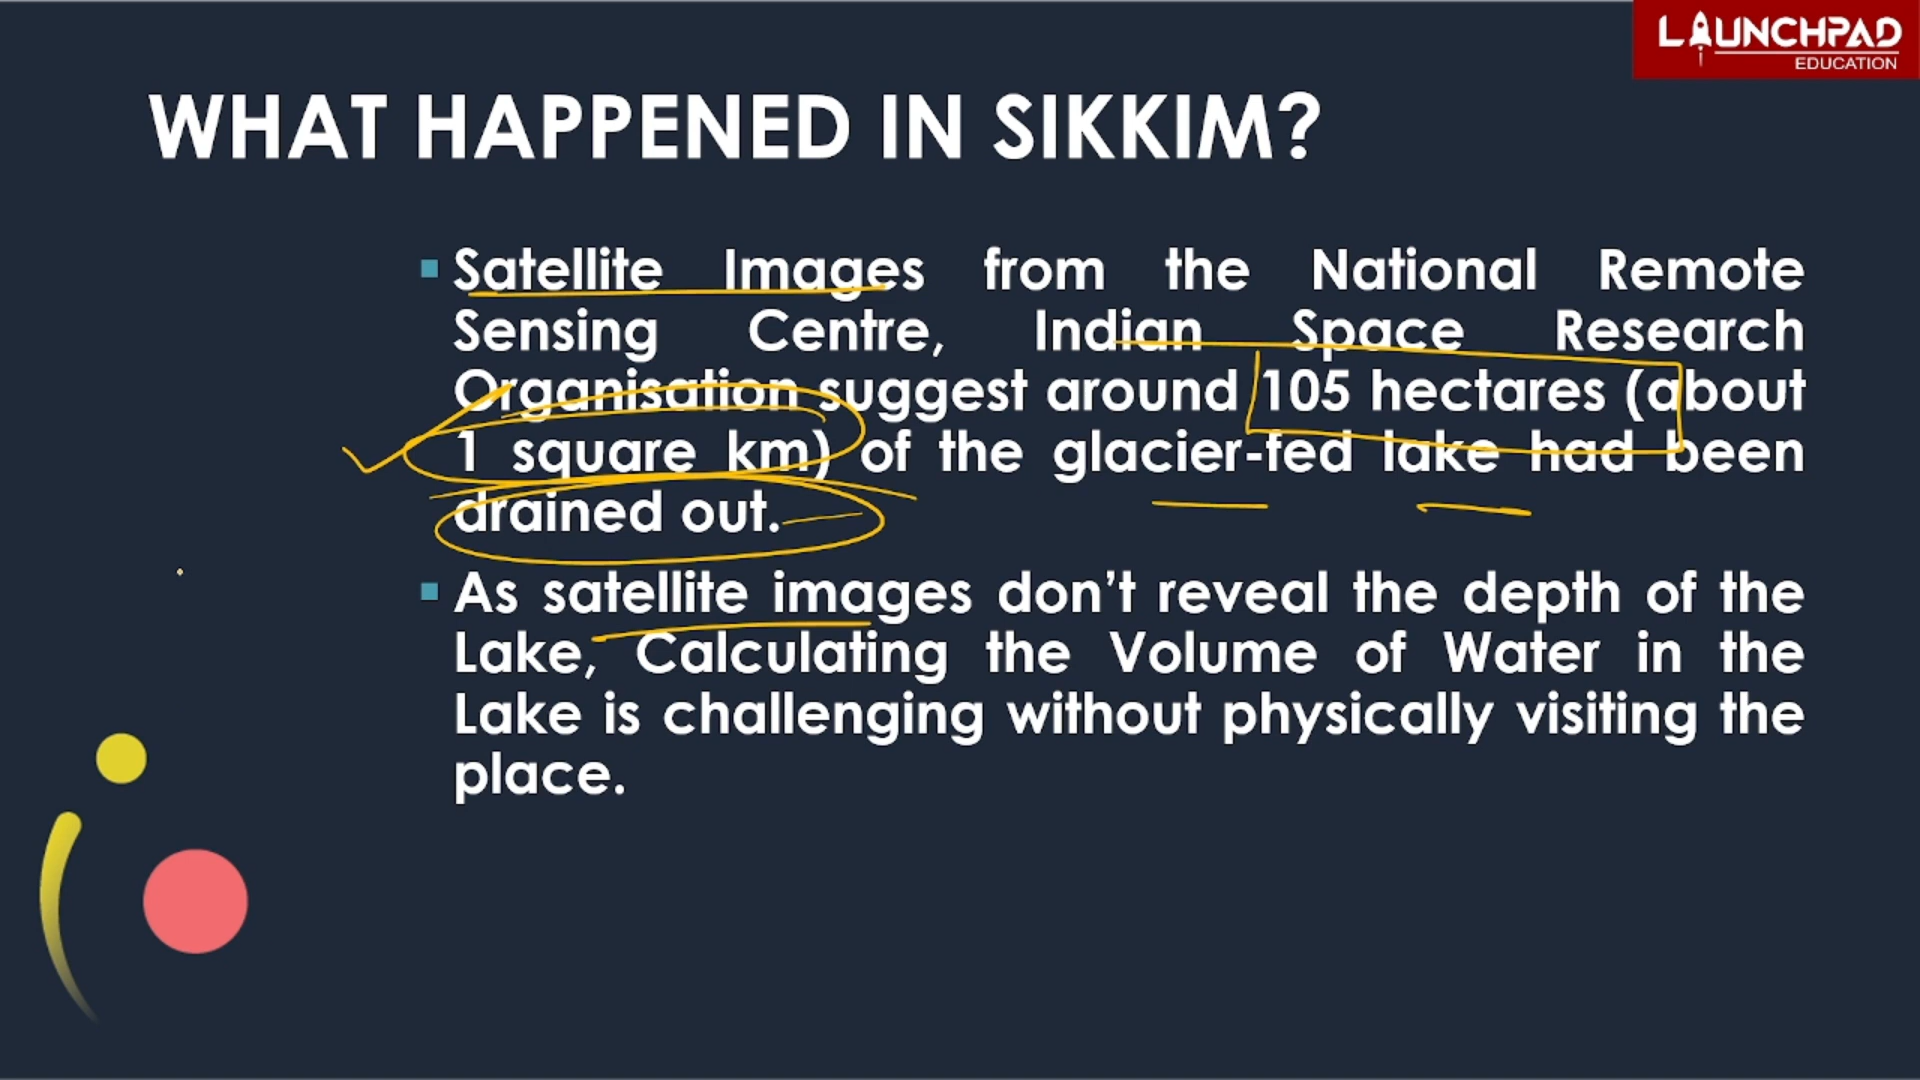 LAUNCHPAD
EDUCATION
WHAT HAPPENED IN SIKKIM?
Satellite Images from the National Remote
Sensing Centre, Indian Space Research
Organisation suggest around 105 hectares (about
1 square km) of the glacier-fed lake had been
drained out.
As satellite images don’t reveal the depth of the
Lake, Calculating the Volume of Water in the
Lake is challenging without physically visiting the
place.